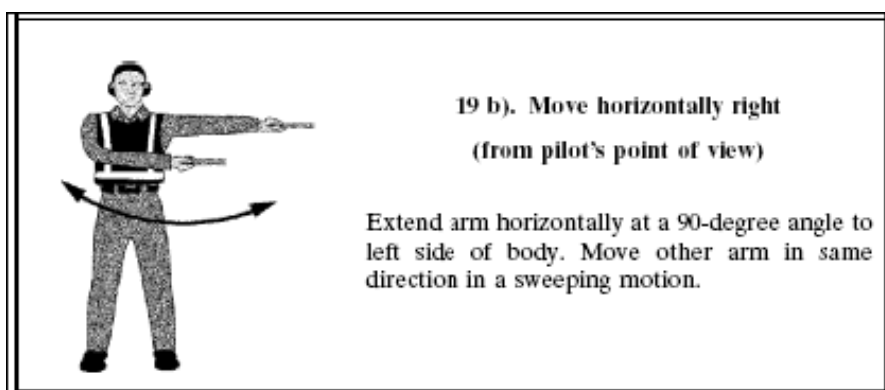 19 b). Move horizontally right
(from pilot's point of view)
Extend arm horizontally at a 90-degree angle to
left side of body. Move other arm in same
direction in a sweeping motion.